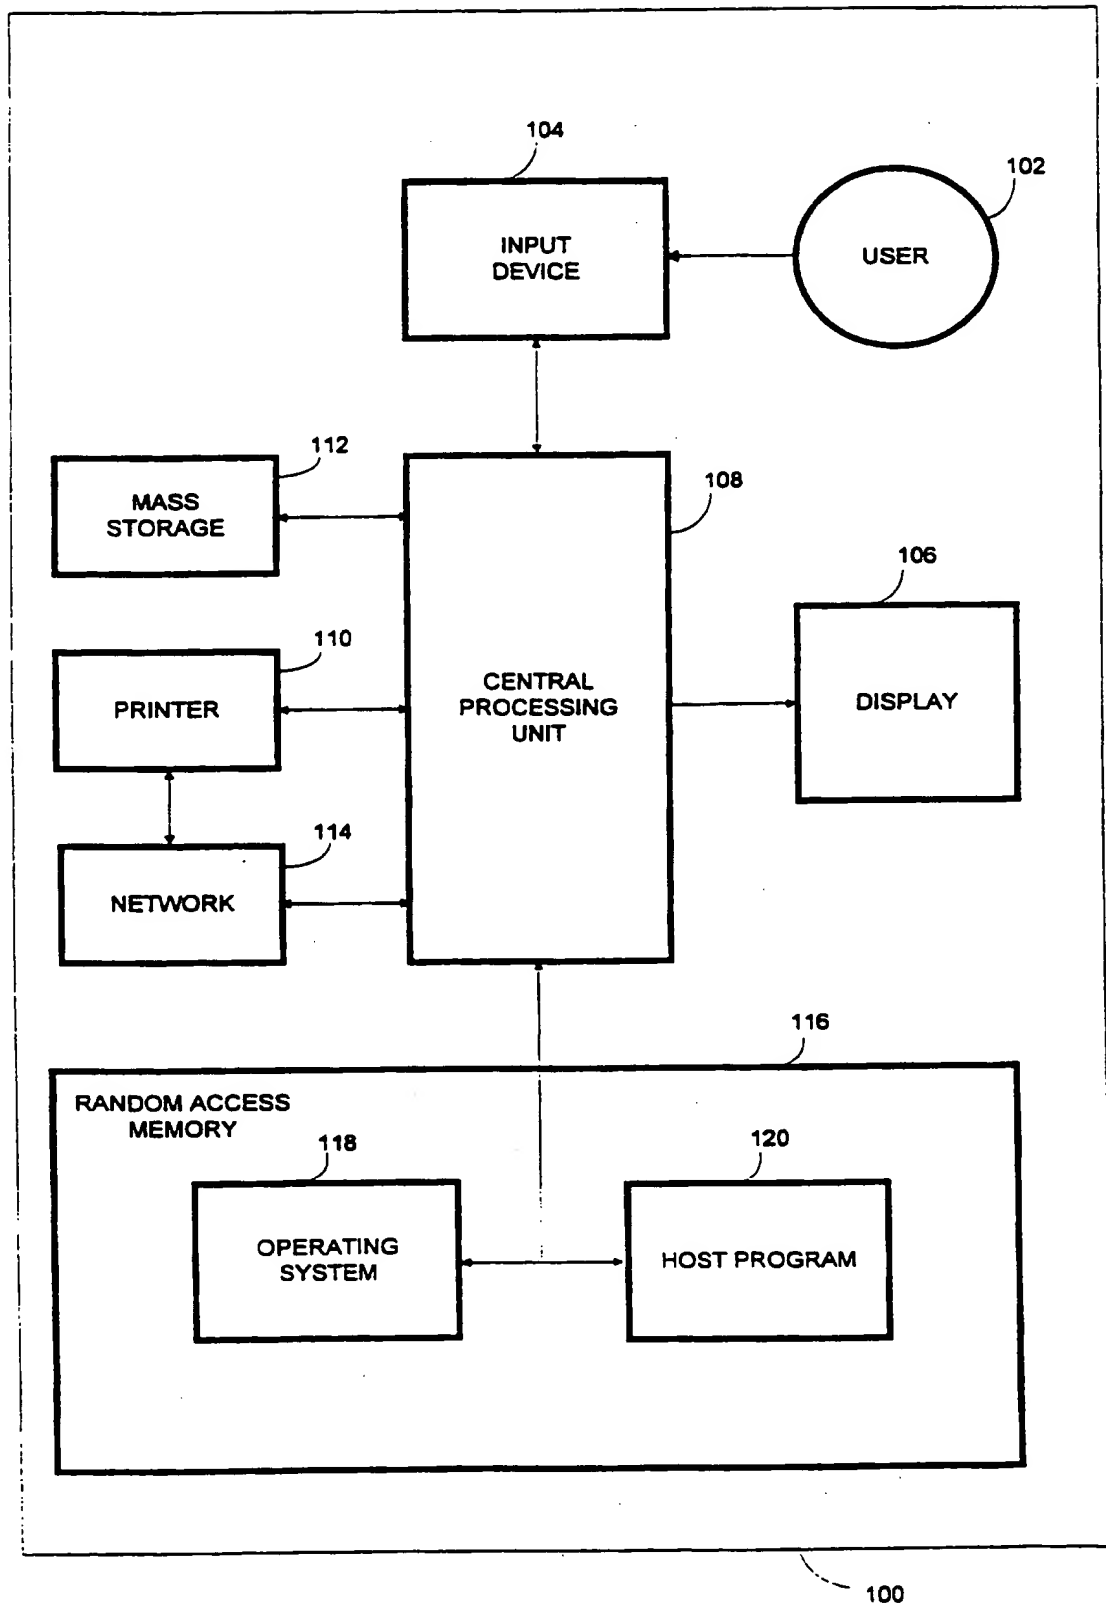 104
102
INPUT
DEVICE
USER
112
108
MASS
STORAGE
106
110
CENTRAL
PROCESSING
UNIT
PRINTER
DISPLAY
114
NETWORK
116
RANDOM ACCESS
MEMORY
118
120
OPERATING
SYSTEM
HOST PROGRAM
100